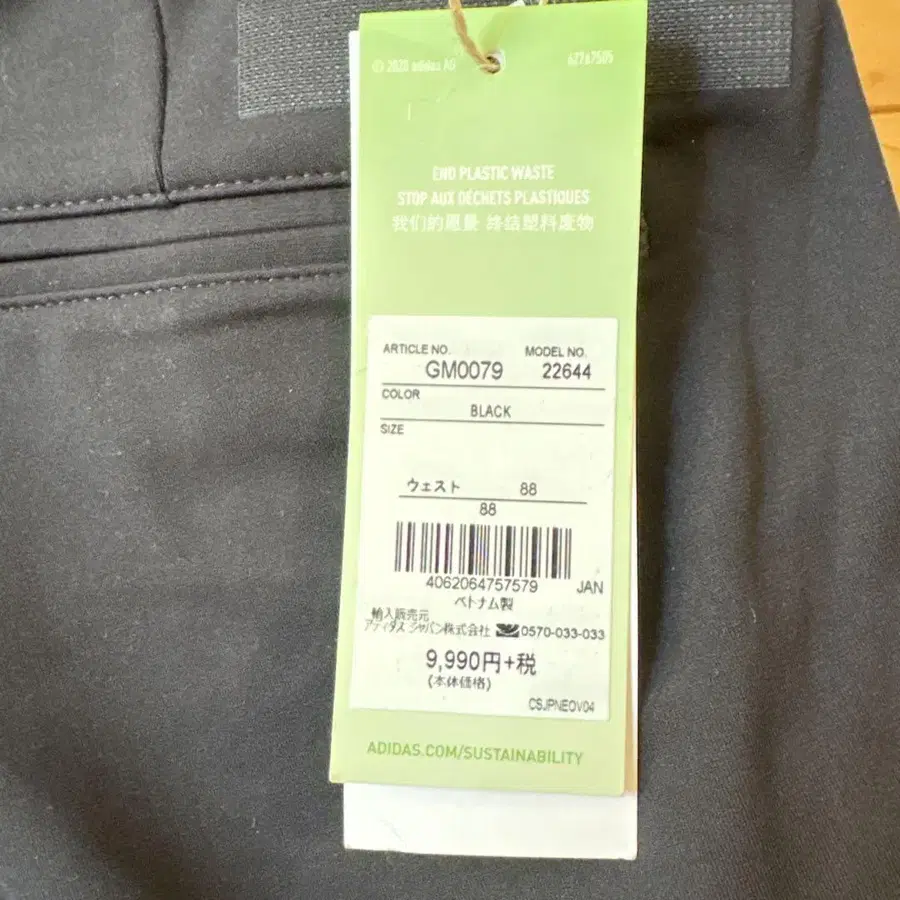 © 2020 adidas AG
END PLASTIC WASTE
STOP AUX DÉCHETS PLASTIQUES
我们的愿景 终结塑料废物
ARTICLE NO. MODEL NO.
GM0079 22644
COLOR
BLACK
SIZE
ウェスト 88
88
4062064757579 JAN
ベトナム製
輸入販売元
アディダス ジャパン株式会社 0570-033-033
9,990円+税
(本体価格)
CSJPNEOV04
ADIDAS.COM/SUSTAINABILITY